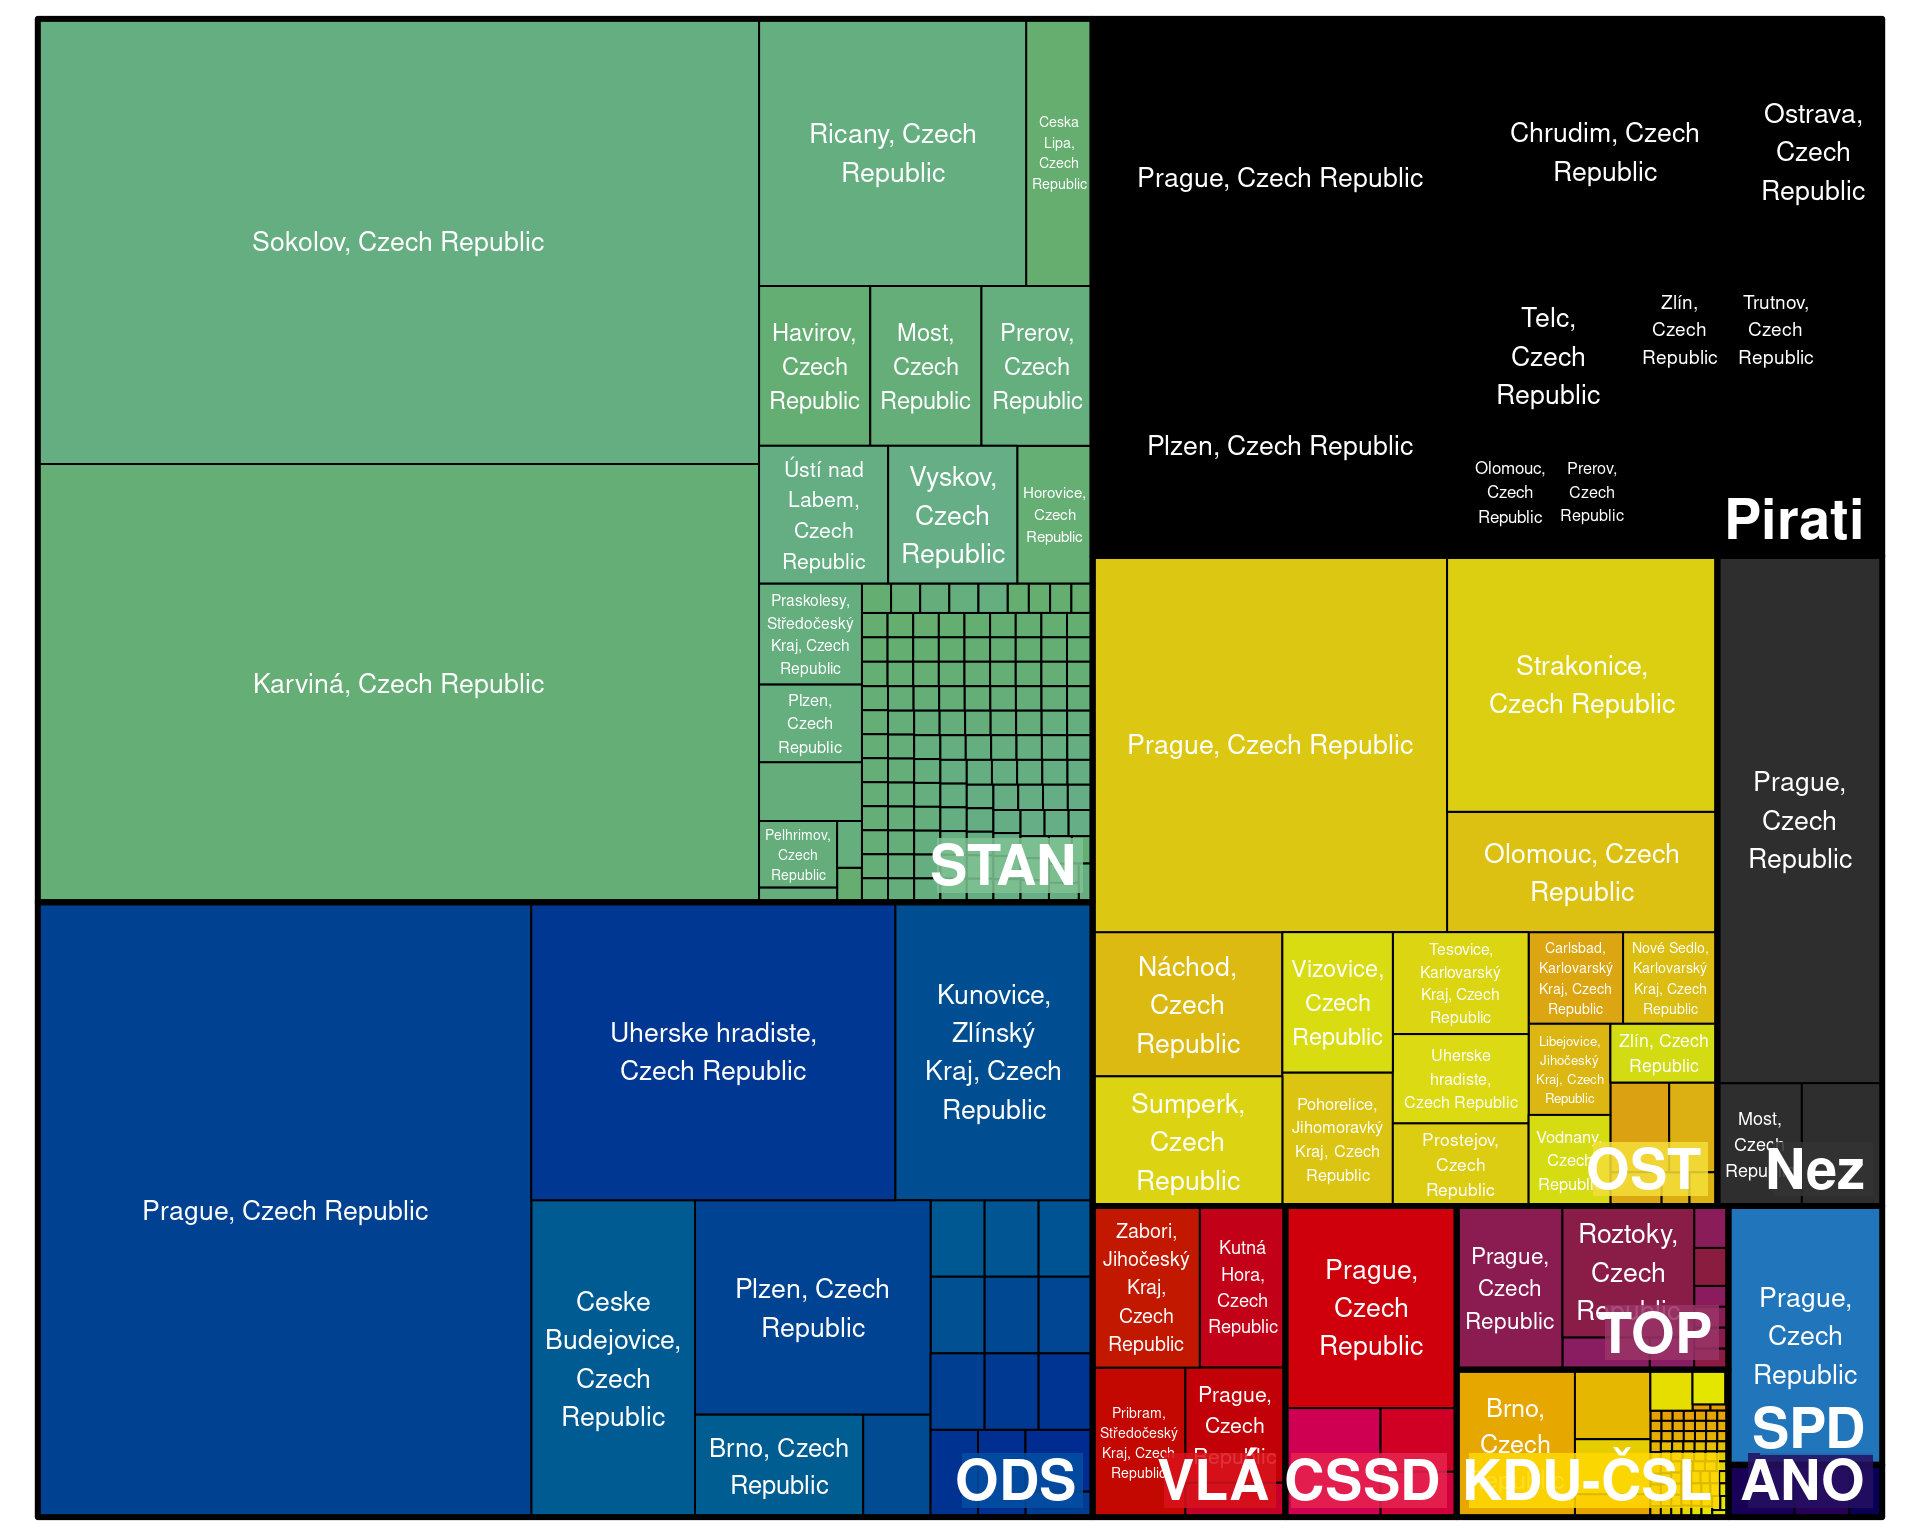 Sokolov, Czech Republic
Karviná, Czech Republic
Ricany, Czech
Republic
Ceska
Lipa,
Czech
Republic
Havirov,
Czech
Republic
Most,
Czech
Republic
Prerov,
Czech
Republic
Ústí nad
Labem,
Czech
Republic
Vyskov,
Czech
Republic
Horovice,
Czech
Republic
Praskolesy,
Středočeský
Kraj, Czech
Republic
Plzen,
Czech
Republic
Pelhrimov,
Czech
Republic
STAN
Prague, Czech Republic
Chrudim, Czech
Republic
Ostrava,
Czech
Republic
Plzen, Czech Republic
Telc,
Czech
Republic
Zlín,
Czech
Republic
Trutnov,
Czech
Republic
Olomouc,
Czech
Republic
Prerov,
Czech
Republic
Pirati
Prague, Czech Republic
Strakonice,
Czech Republic
Olomouc, Czech
Republic
Náchod,
Czech
Republic
Sumperk,
Czech
Republic
Vizovice,
Czech
Republic
Pohorelice,
Jihomoravký
Kraj, Czech
Republic
Tesovice,
Karlovarský
Kraj, Czech
Republic
Uherske
hradiste,
Czech Republic
Prostejov,
Czech
Republic
Carlsbad,
Karlovarský
Kraj, Czech
Republic
Nové Sedlo,
Karlovarský
Kraj, Czech
Republic
Libejovice,
Jihočeský
Kraj, Czech
Republic
Zlín, Czech
Republic
Vodnany,
Czech
Republic
OST
Prague,
Czech
Republic
Most,
Czech
Republic
Nez
Prague, Czech Republic
Uherske hradiste,
Czech Republic
Kunovice,
Zlínský
Kraj, Czech
Republic
Ceske
Budejovice,
Czech
Republic
Plzen, Czech
Republic
Brno, Czech
Republic
ODS
Zabori,
Jihočeský
Kraj,
Czech
Republic
Kutná
Hora,
Czech
Republic
Pribram,
Středočeský
Kraj, Czech
Republic
Prague,
Czech
Republic
VLÁ
Prague,
Czech
Republic
CSSD
Prague,
Czech
Republic
Roztoky,
Czech
Republic
TOP
Brno,
Czech
KDU-ČSL
Prague,
Czech
Republic
SPD
ANO